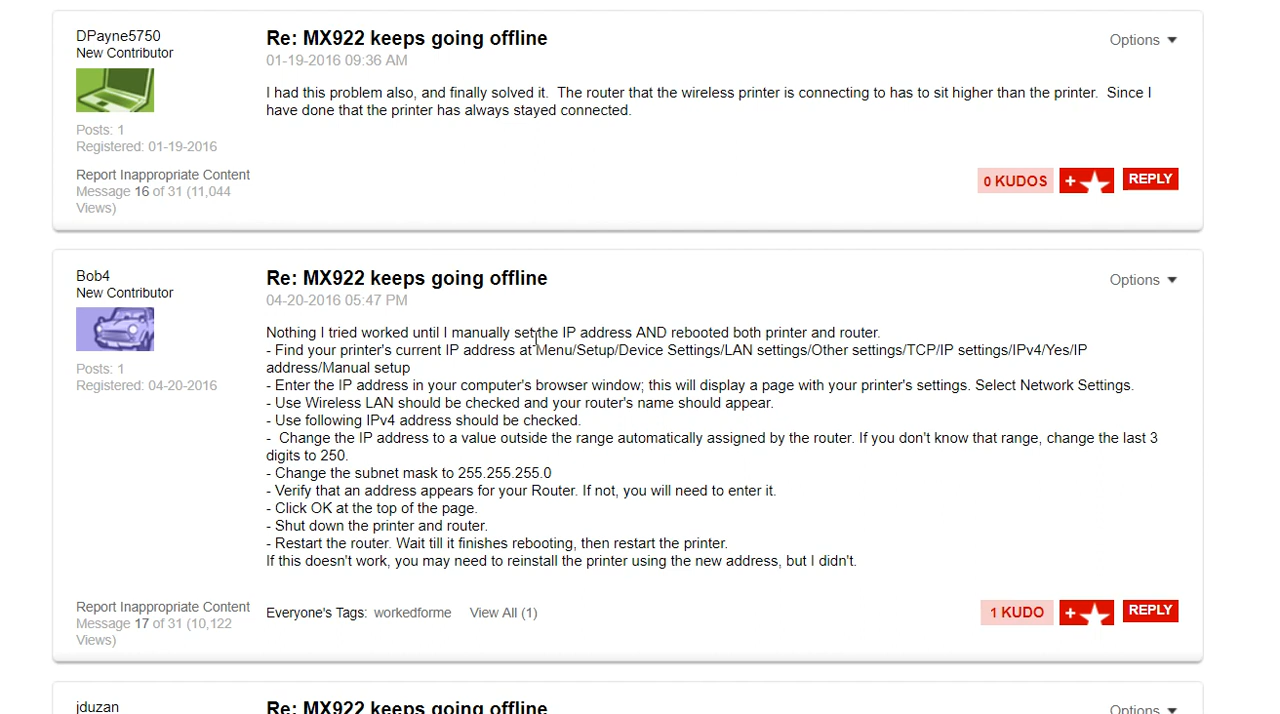 DPayne5750
New Contributor
Posts: 1
Registered: 01-19-2016
Report Inappropriate Content
Message 16 of 31 (11,044
Views)
Re: MX922 keeps going offline
Options
01-19-2016 09:36 AM
I had this problem also, and finally solved it.  The router that the wireless printer is connecting to has to sit higher than the printer.  Since I
have done that the printer has always stayed connected.
0 KUDOS
+
REPLY
Bob4
New Contributor
Posts: 1
Registered: 04-20-2016
Report Inappropriate Content
Message 17 of 31 (10,122
Views)
Re: MX922 keeps going offline
Options
04-20-2016 05:47 PM
Nothing I tried worked until I manually set the IP address AND rebooted both printer and router.
- Find your printer's current IP address at Menu/Setup/Device Settings/LAN settings/Other settings/TCP/IP settings/IPv4/Yes/IP
address/Manual setup
- Enter the IP address in your computer's browser window; this will display a page with your printer's settings. Select Network Settings.
- Use Wireless LAN should be checked and your router's name should appear.
- Use following IPv4 address should be checked.
-  Change the IP address to a value outside the range automatically assigned by the router. If you don't know that range, change the last 3
digits to 250.
- Change the subnet mask to 255.255.255.0
- Verify that an address appears for your Router. If not, you will need to enter it.
- Click OK at the top of the page.
- Shut down the printer and router.
- Restart the router. Wait till it finishes rebooting, then restart the printer.
If this doesn't work, you may need to reinstall the printer using the new address, but I didn't.
Everyone's Tags: workedforme View All (1)
1 KUDO
+
REPLY
jduzan
Re: MX922 keeps going offline
Options